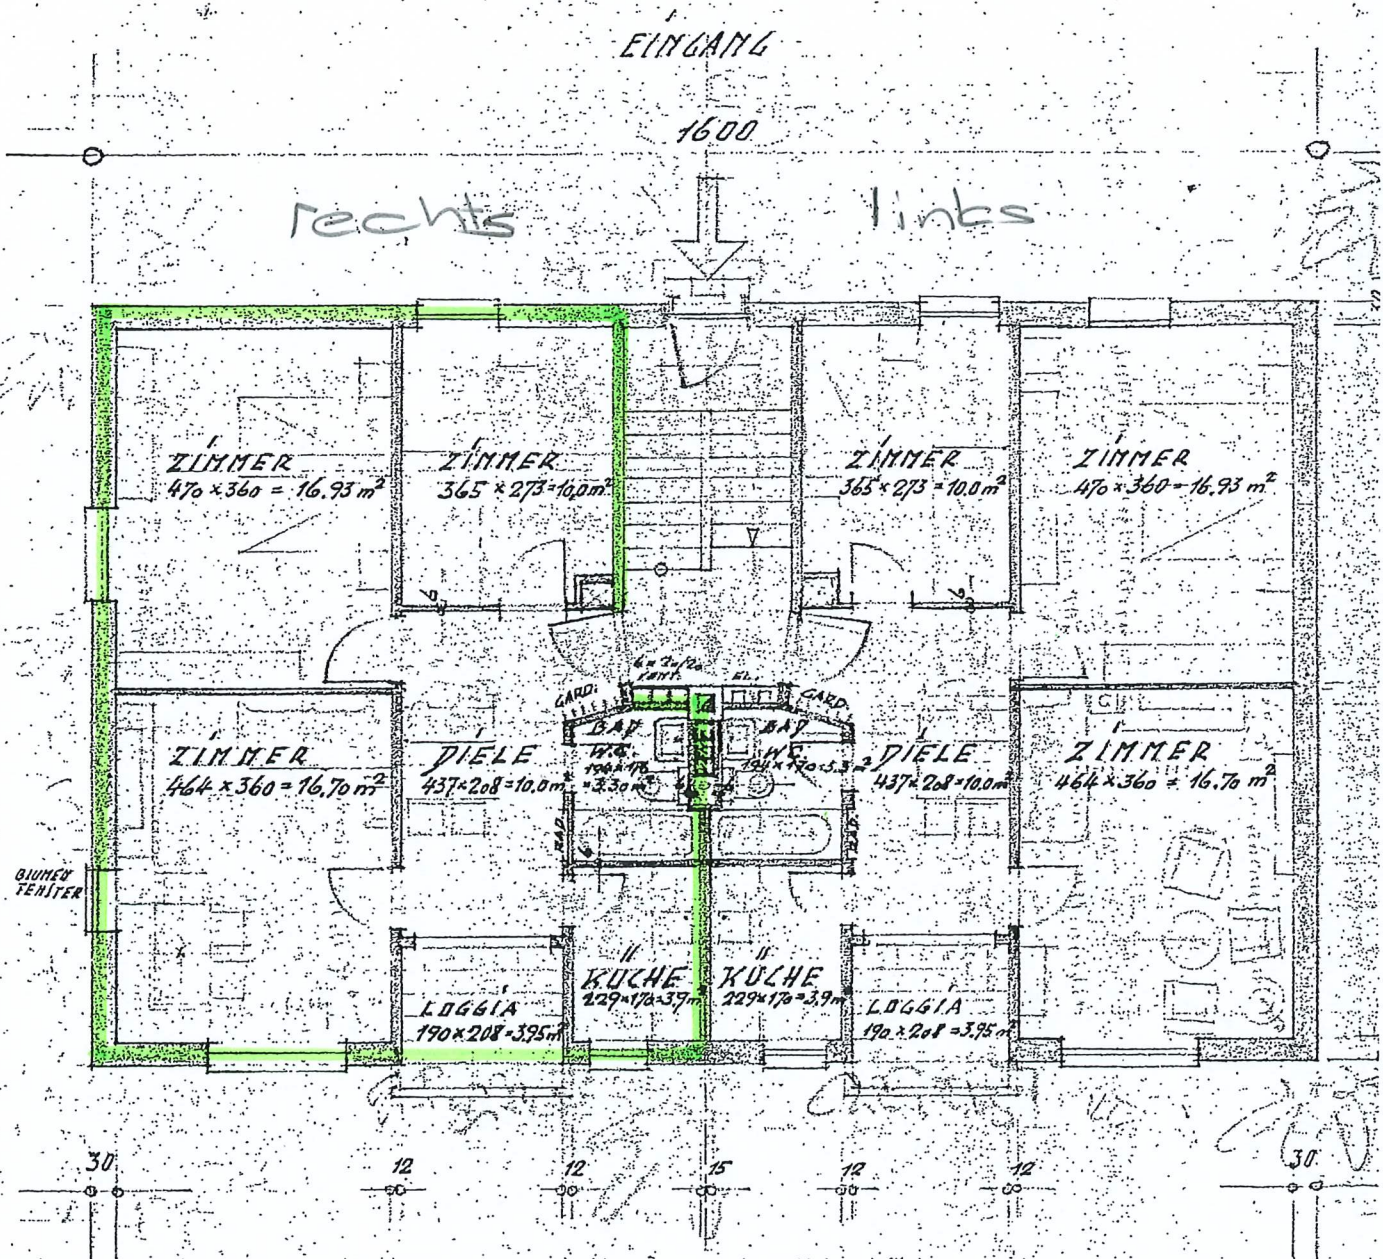 EINGANG
1600
rechts links
ZIMMER
470 × 360 = 16.93 m²
ZIMMER
365 × 273 = 10,0 m²
ZIMMER
365 × 273 = 10.0 m²
ZIMMER
470 × 360 = 16.93 m²
6
6
EL.
GARD.
GARD.
ZIMMER
464 × 360 = 16,70 m²
DIELE
437 × 208 = 10,0 m²
BAD
W.C.
BAD
W.C.
DIELE
437 × 208 = 10,0 m²
ZIMMER
464 × 360 = 16.70 m²
6
BLUMEN
FENSTER
LOGGIA
190 × 208 = 3,95 m²
KÜCHE
229 × 170 = 3,9 m
KÜCHE
229 × 170 = 3,9 m
LOGGIA
190 × 208 = 3.95 m²
30 12 12 15 12 12 30